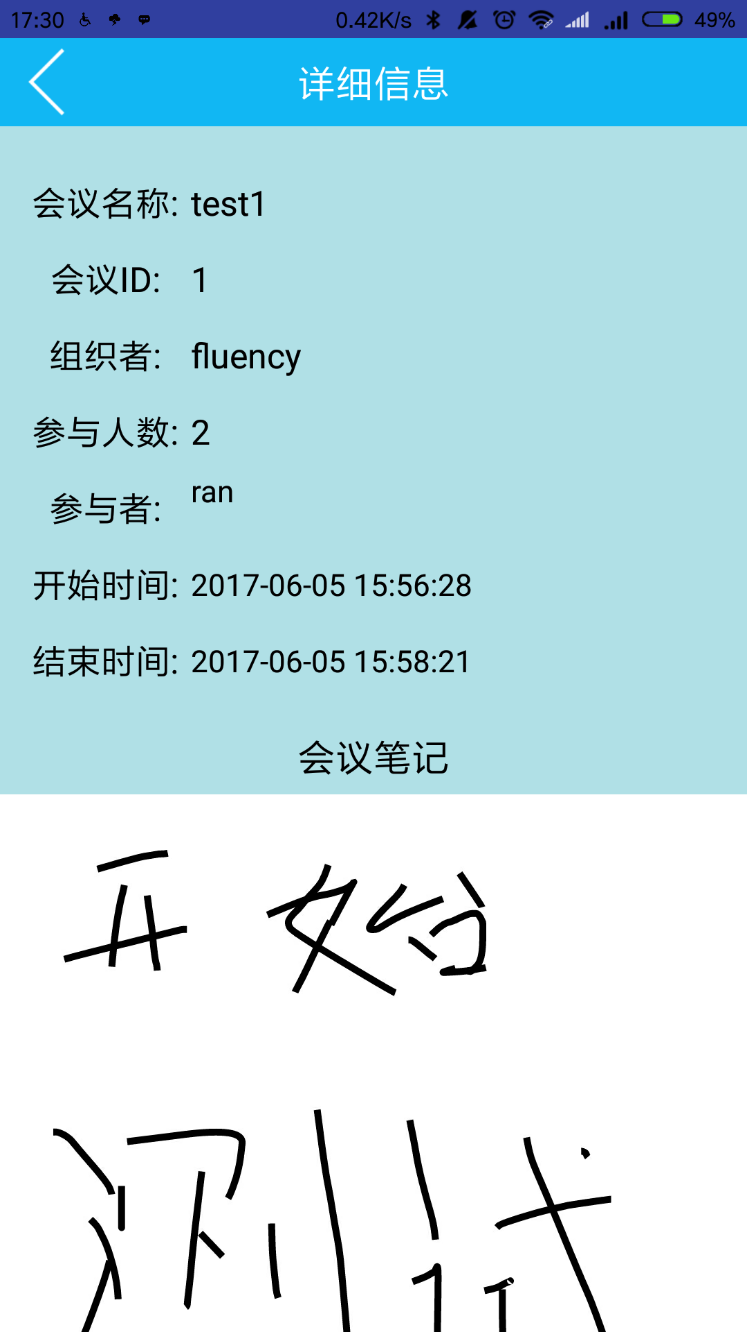 17:30 0.42K/s 49%
详细信息
会议名称: test1
会议ID: 1
组织者: fluency
参与人数: 2
参与者: ran
开始时间: 2017-06-05 15:56:28
结束时间: 2017-06-05 15:58:21
会议笔记
开始
测试